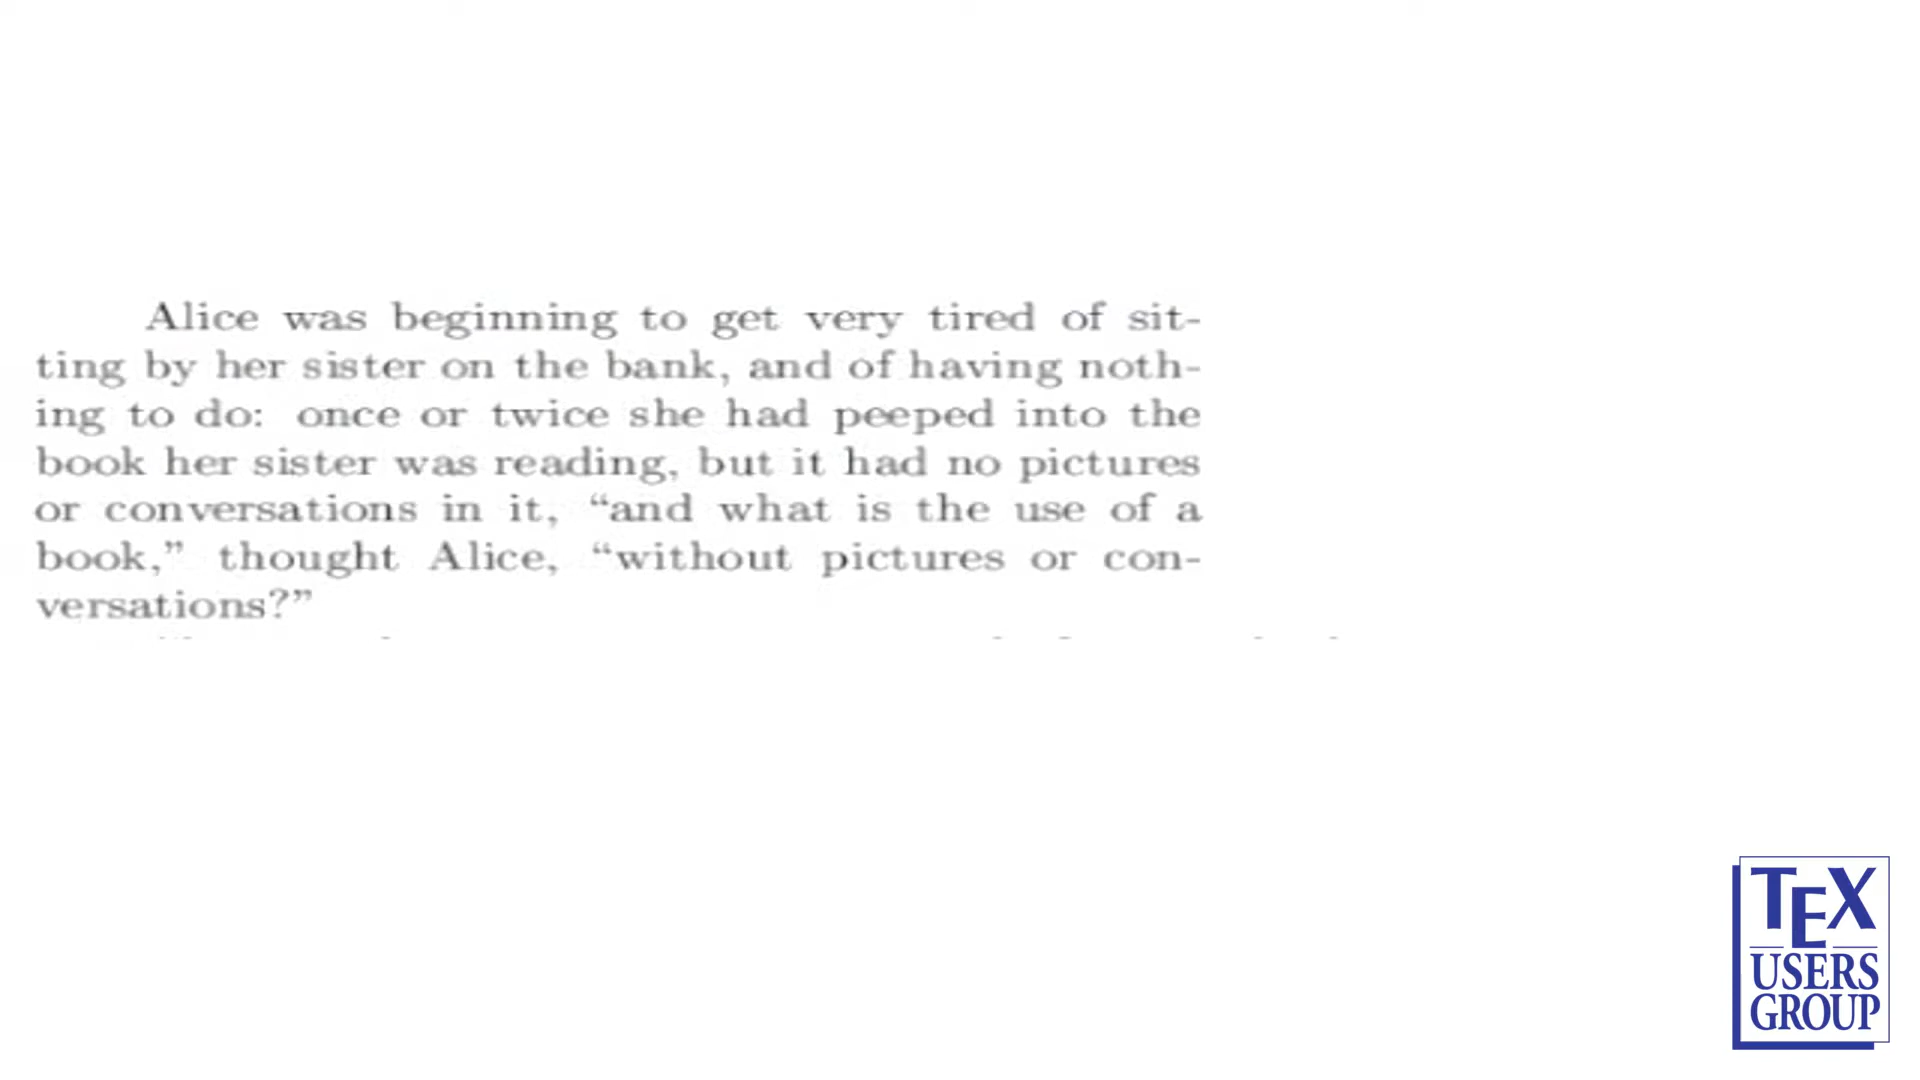 Alice was beginning to get very tired of sit-
ting by her sister on the bank, and of having noth-
ing to do: once or twice she had peeped into the
book her sister was reading, but it had no pictures
or conversations in it, “and what is the use of a
book,” thought Alice, “without pictures or con-
versations?”
TEX
USERS
GROUP